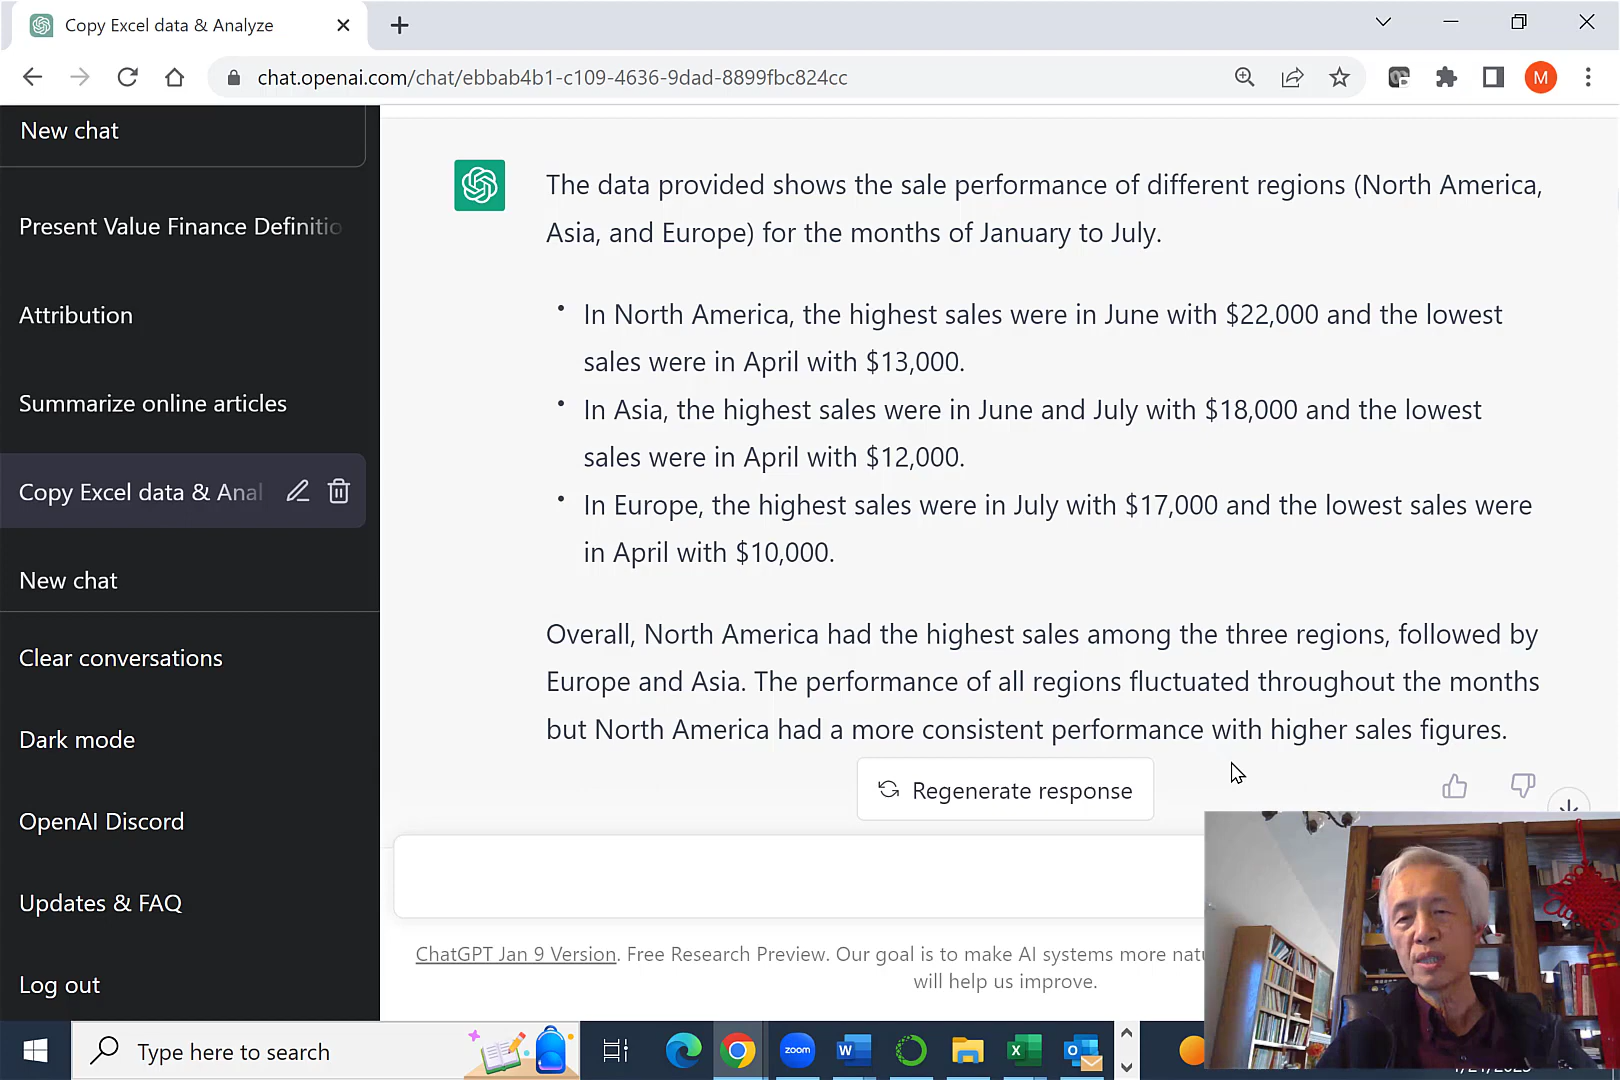 Copy Excel data & Analyze
chat.openai.com/chat/ebbab4b1-c109-4636-9dad-8899fbc824cc
M
New chat
Present Value Finance Definitio
Attribution
Summarize online articles
Copy Excel data & Anal
New chat
Clear conversations
Dark mode
OpenAI Discord
Updates & FAQ
Log out
The data provided shows the sale performance of different regions (North America,
Asia, and Europe) for the months of January to July.
• In North America, the highest sales were in June with $22,000 and the lowest
sales were in April with $13,000.
• In Asia, the highest sales were in June and July with $18,000 and the lowest
sales were in April with $12,000.
• In Europe, the highest sales were in July with $17,000 and the lowest sales were
in April with $10,000.
Overall, North America had the highest sales among the three regions, followed by
Europe and Asia. The performance of all regions fluctuated throughout the months
but North America had a more consistent performance with higher sales figures.
Regenerate response
ChatGPT Jan 9 Version. Free Research Preview. Our goal is to make AI systems more natu
will help us improve.
Type here to search
zoom
W
X
O